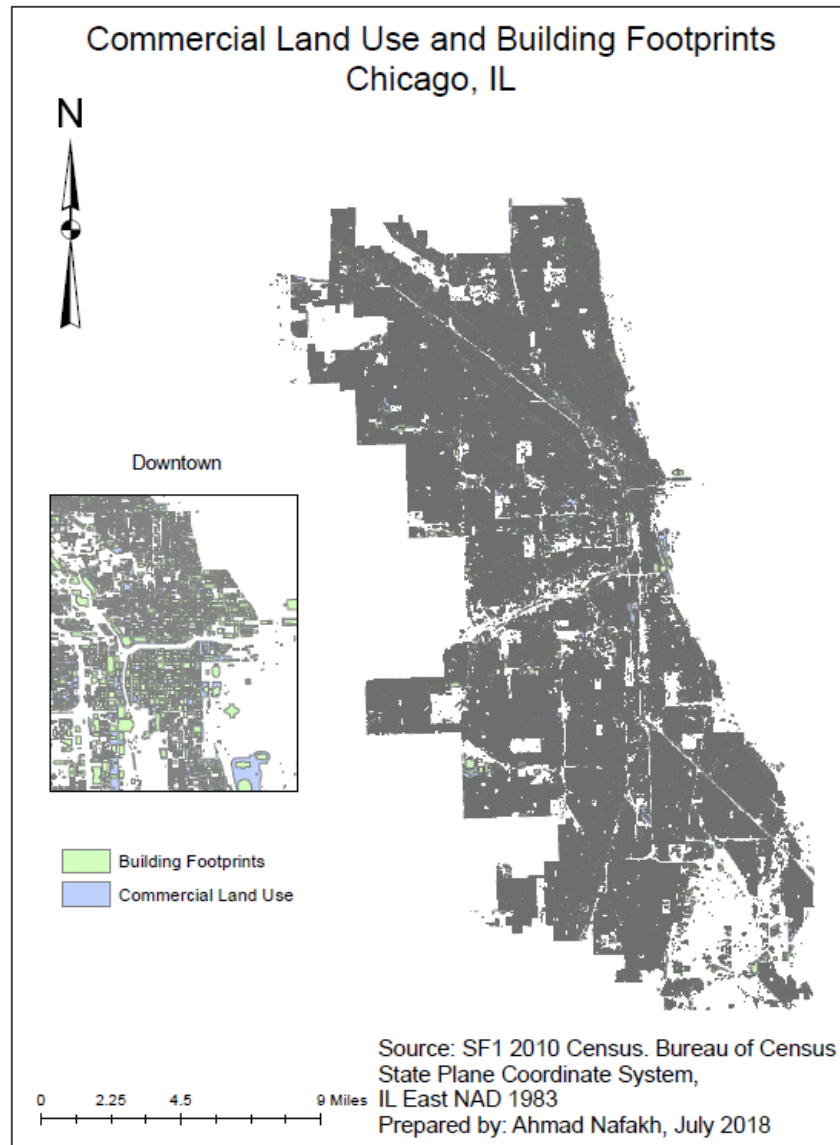 Commercial Land Use and Building Footprints
Chicago, IL
N
Downtown
Building Footprints
Commercial Land Use
0 2.25 4.5 9 Miles
Source: SF1 2010 Census. Bureau of Census
State Plane Coordinate System,
IL East NAD 1983
Prepared by: Ahmad Nafakh, July 2018